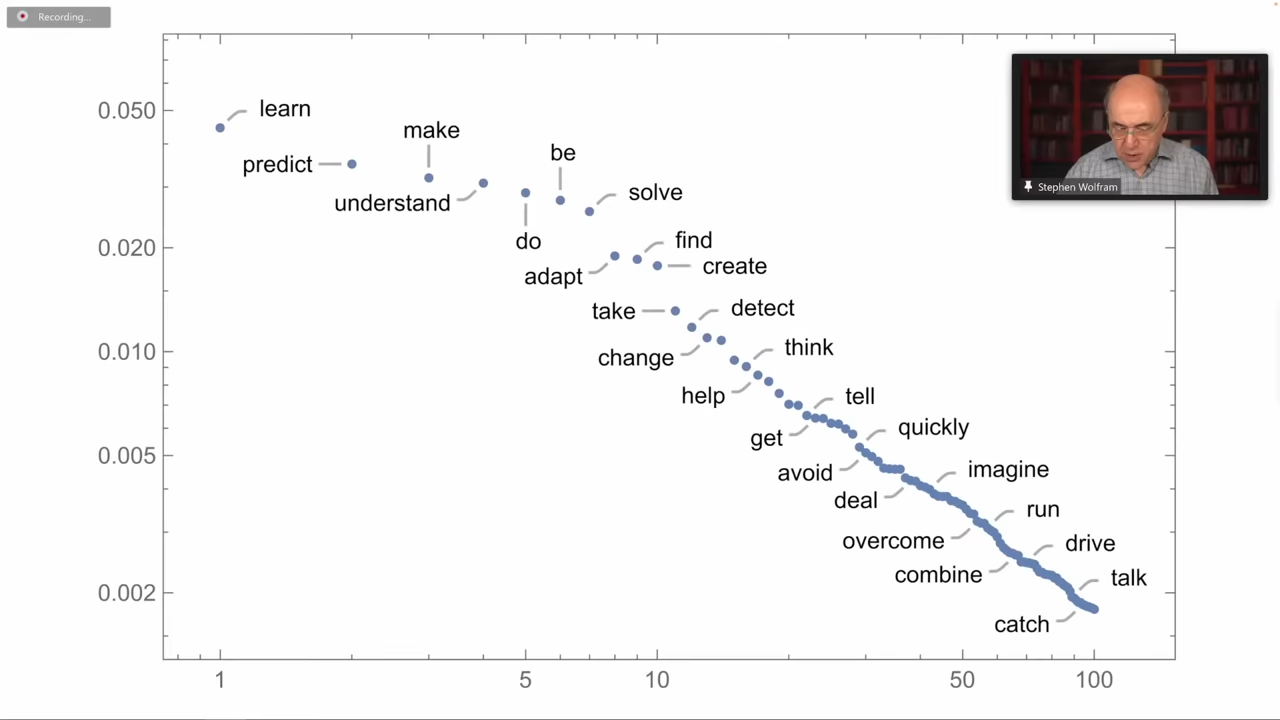 Recording...
0.050
learn
make
be
predict
solve
understand
Stephen Wolfram
do
find
0.020
adapt
create
take
detect
0.010
change
think
help
tell
get
quickly
0.005
avoid
imagine
deal
run
overcome
drive
combine
talk
0.002
catch
1 5 10 50 100